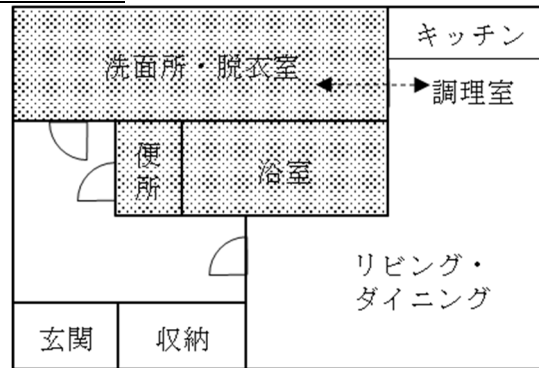 キッチン
洗面所・脱衣室
調理室
便所
浴室
リビング・
ダイニング
玄関
収納